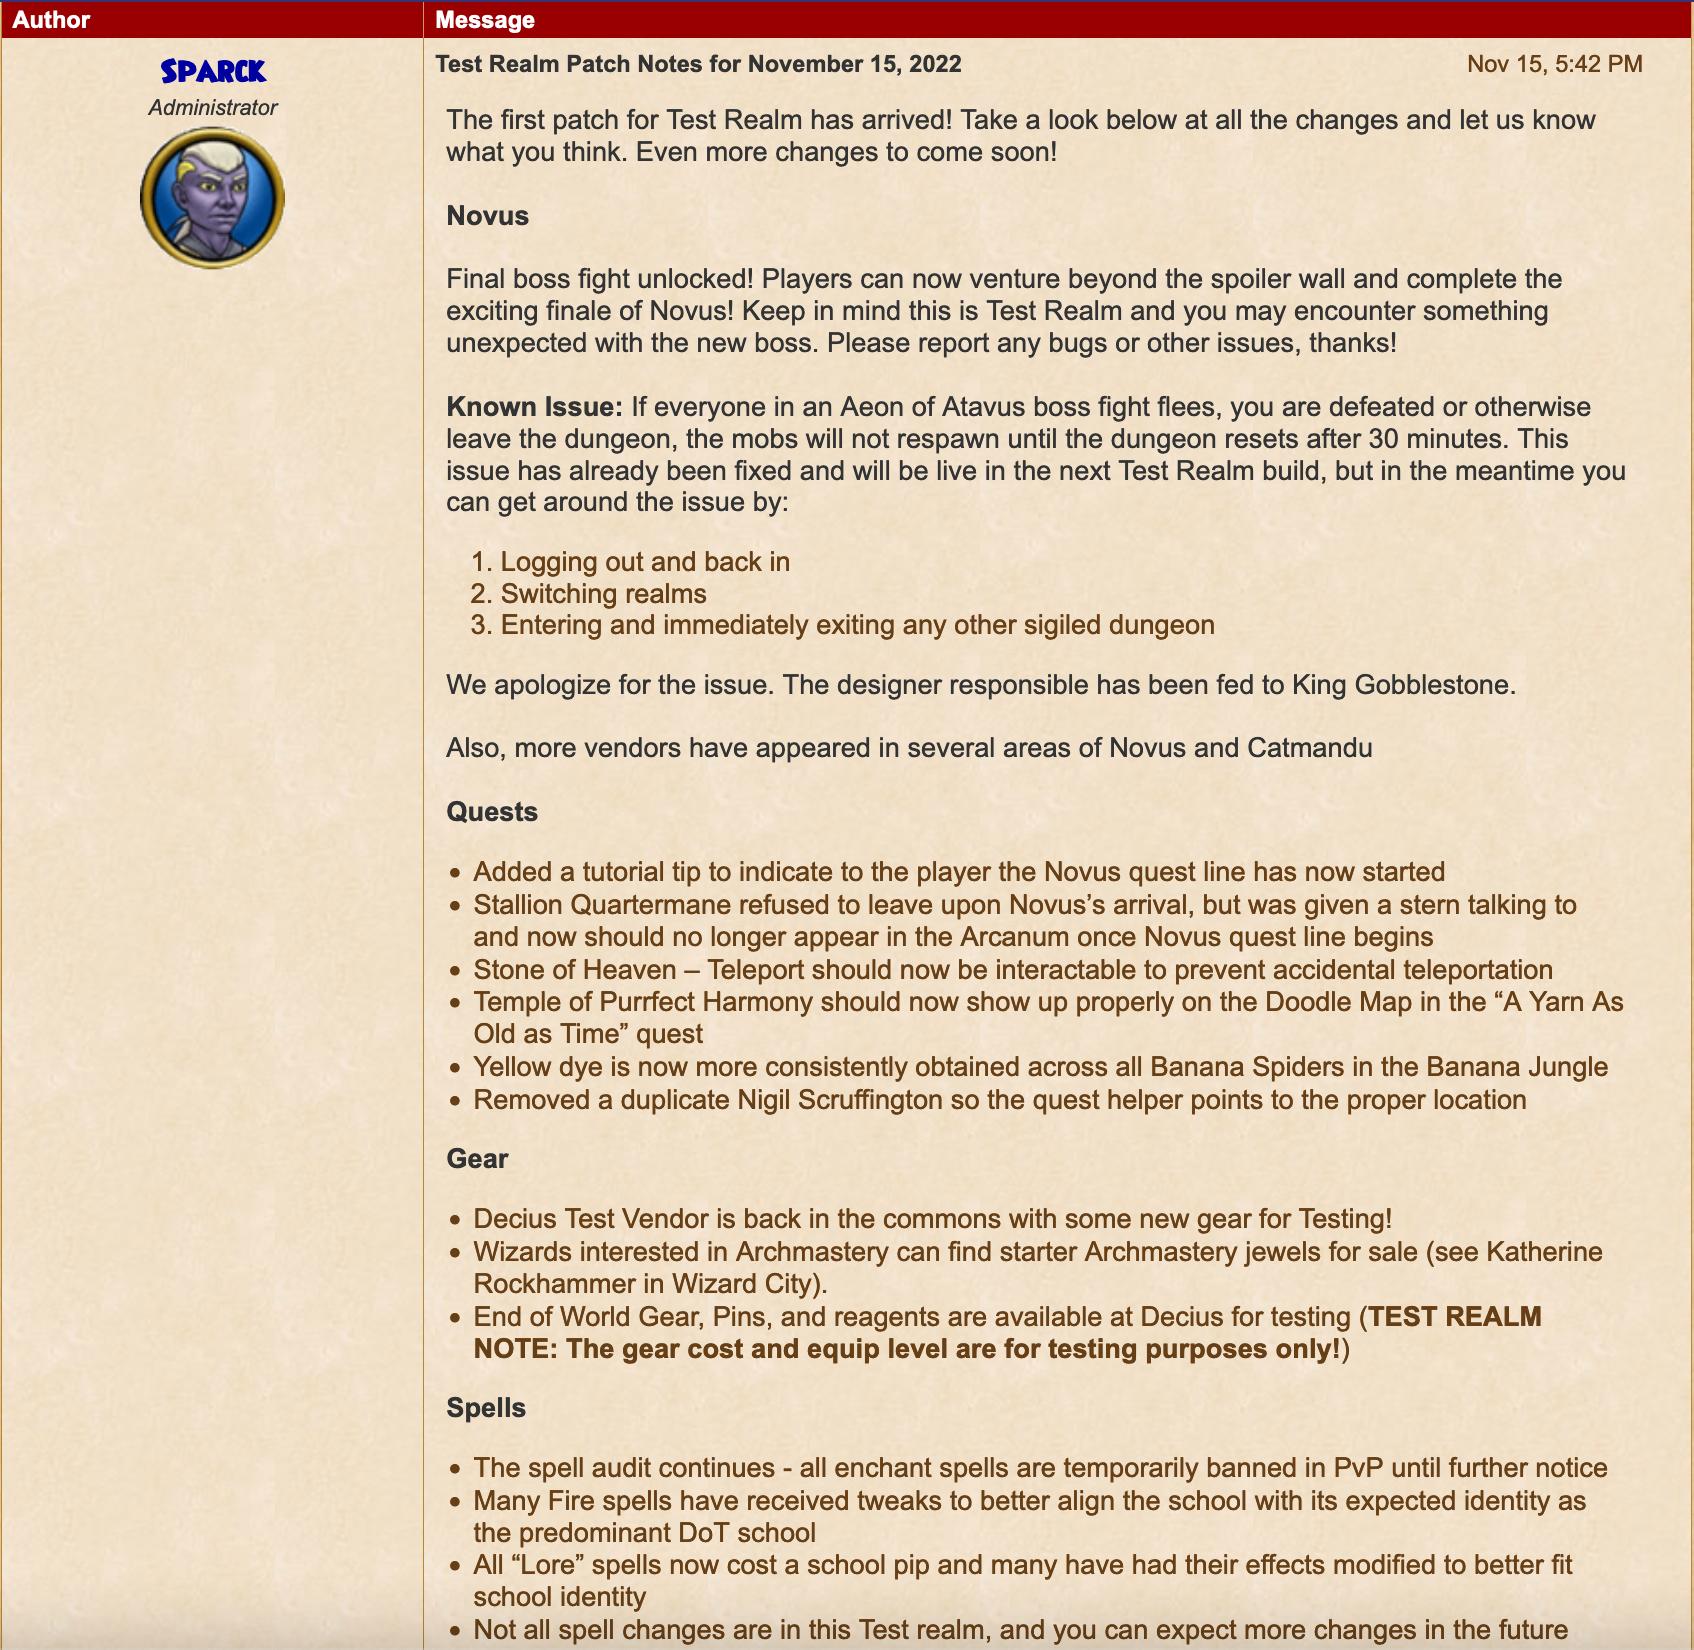 Author
Message
SPARCK
Administrator
Test Realm Patch Notes for November 15, 2022
Nov 15, 5:42 PM
The first patch for Test Realm has arrived! Take a look below at all the changes and let us know
what you think. Even more changes to come soon!
Novus
Final boss fight unlocked! Players can now venture beyond the spoiler wall and complete the
exciting finale of Novus! Keep in mind this is Test Realm and you may encounter something
unexpected with the new boss. Please report any bugs or other issues, thanks!
Known Issue: If everyone in an Aeon of Atavus boss fight flees, you are defeated or otherwise
leave the dungeon, the mobs will not respawn until the dungeon resets after 30 minutes. This
issue has already been fixed and will be live in the next Test Realm build, but in the meantime you
can get around the issue by:
1. Logging out and back in
2. Switching realms
3. Entering and immediately exiting any other sigiled dungeon
We apologize for the issue. The designer responsible has been fed to King Gobblestone.
Also, more vendors have appeared in several areas of Novus and Catmandu
Quests
• Added a tutorial tip to indicate to the player the Novus quest line has now started
• Stallion Quartermane refused to leave upon Novus’s arrival, but was given a stern talking to
and now should no longer appear in the Arcanum once Novus quest line begins
• Stone of Heaven – Teleport should now be interactable to prevent accidental teleportation
• Temple of Purrfect Harmony should now show up properly on the Doodle Map in the “A Yarn As
Old as Time” quest
• Yellow dye is now more consistently obtained across all Banana Spiders in the Banana Jungle
• Removed a duplicate Nigil Scruffington so the quest helper points to the proper location
Gear
• Decius Test Vendor is back in the commons with some new gear for Testing!
• Wizards interested in Archmastery can find starter Archmastery jewels for sale (see Katherine
Rockhammer in Wizard City).
• End of World Gear, Pins, and reagents are available at Decius for testing (TEST REALM
NOTE: The gear cost and equip level are for testing purposes only!)
Spells
• The spell audit continues - all enchant spells are temporarily banned in PvP until further notice
• Many Fire spells have received tweaks to better align the school with its expected identity as
the predominant DoT school
• All “Lore” spells now cost a school pip and many have had their effects modified to better fit
school identity
• Not all spell changes are in this Test realm, and you can expect more changes in the future